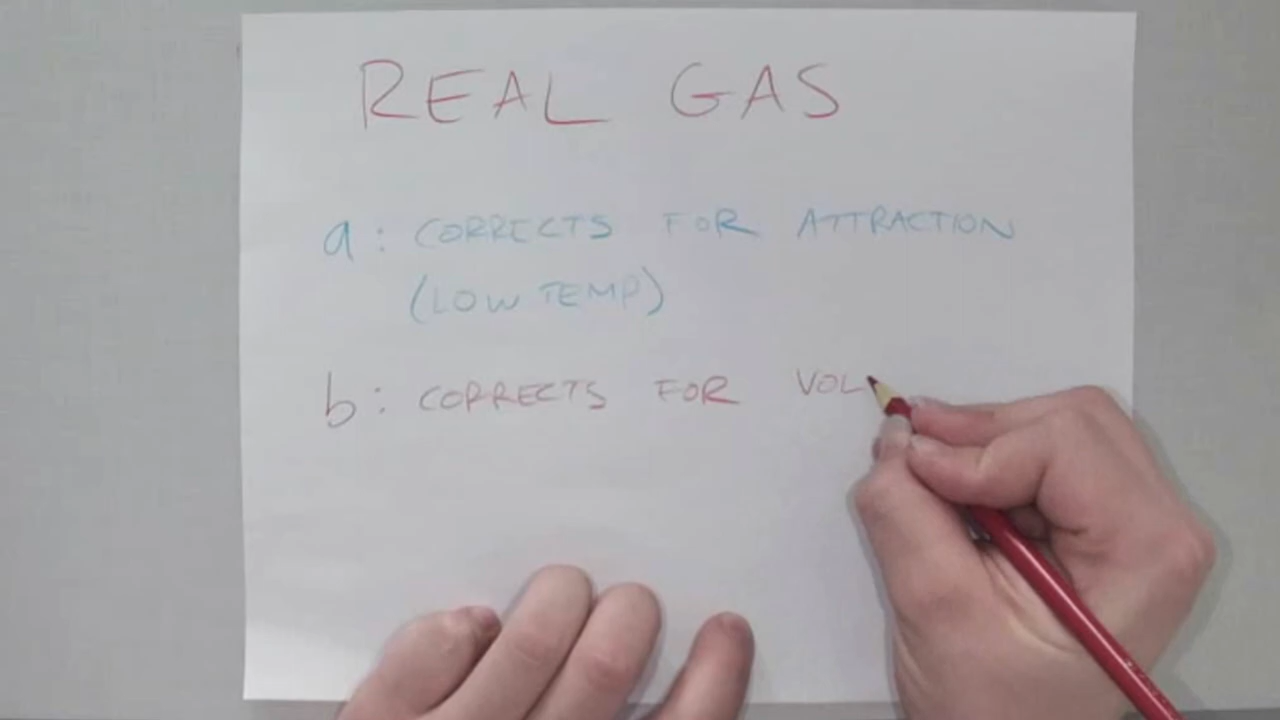 REAL GAS
a: CORRECTS FOR ATTRACTION
(LOW TEMP)
b: CORRECTS FOR VOL